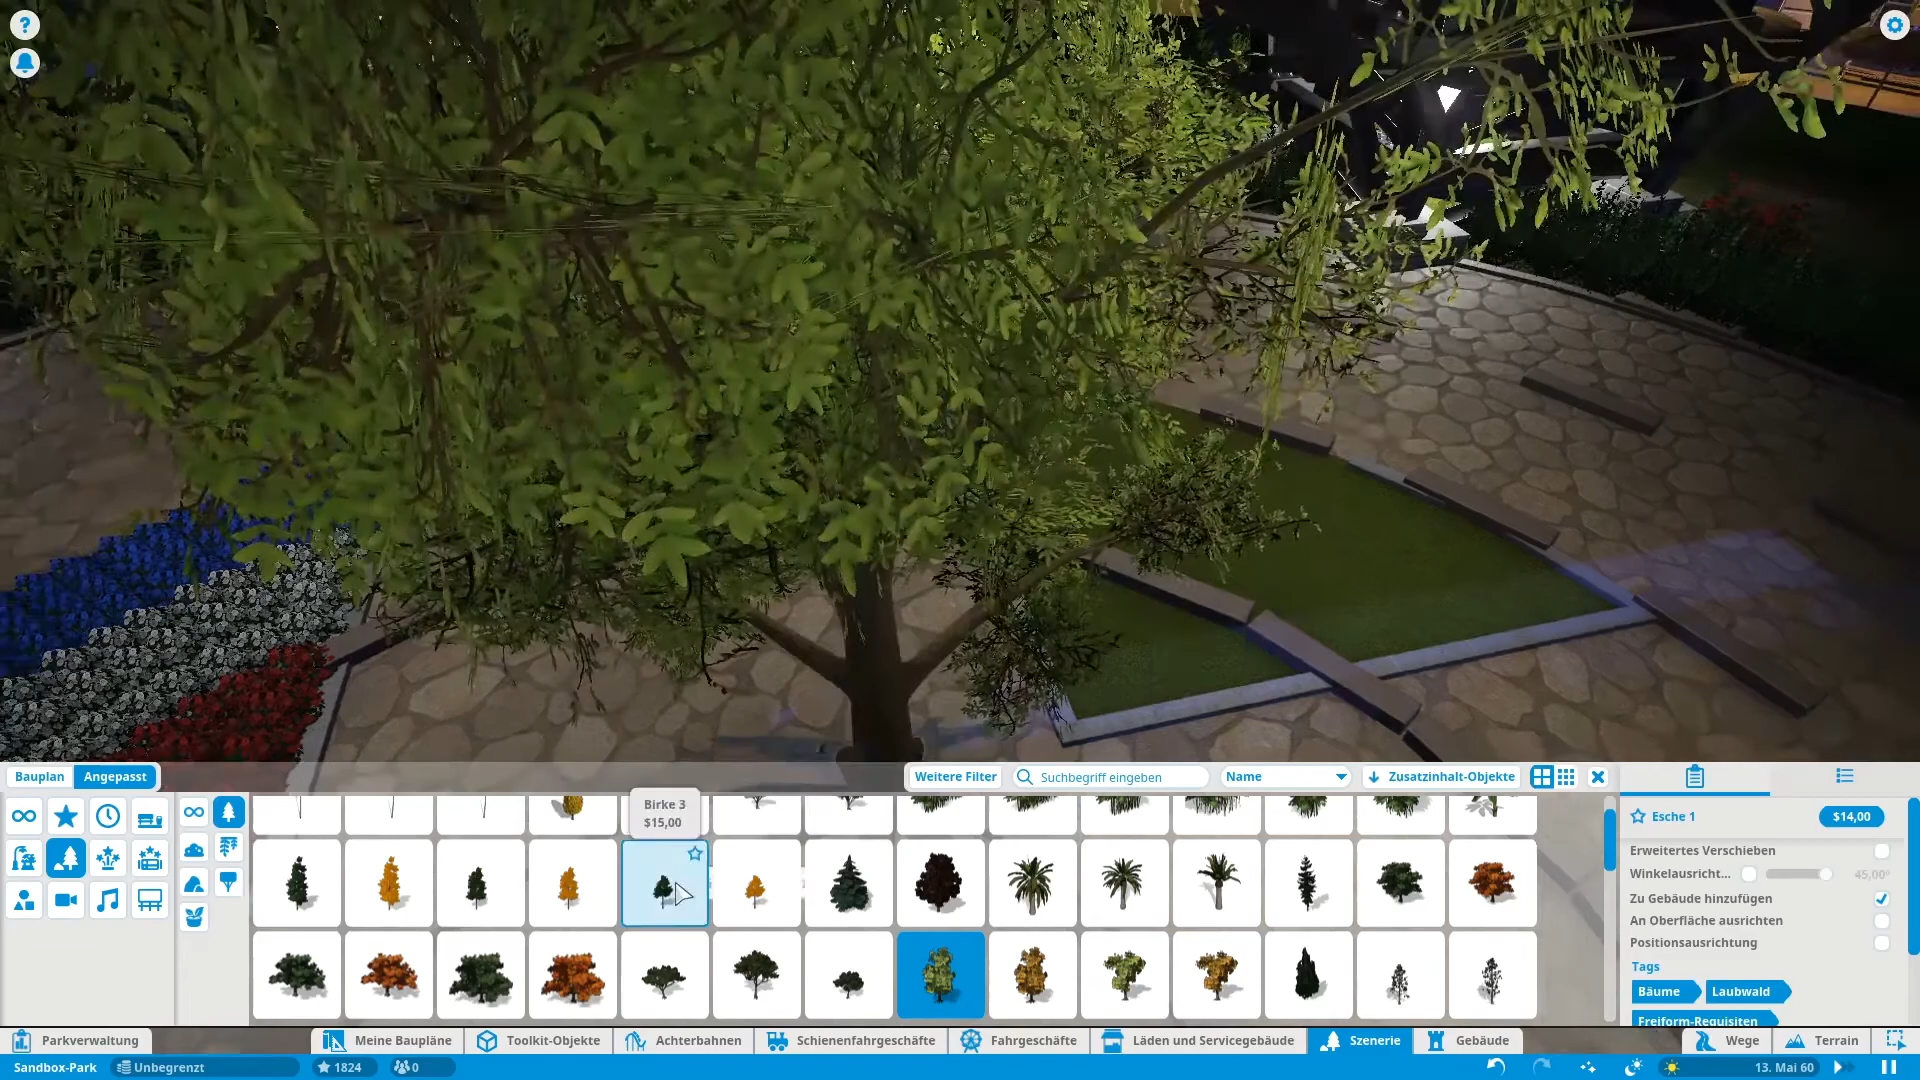 ?
Bauplan
Angepasst
Weitere Filter
Suchbegriff eingeben
Name
Zusatzinhalt-Objekte
Birke 3
$15,00
Esche 1
$14,00
Erweitertes Verschieben
Winkelausricht...
45,00°
Zu Gebäude hinzufügen
An Oberfläche ausrichten
Positionsausrichtung
Tags
Bäume
Laubwald
Freiform-Requisiten
Parkverwaltung
Meine Baupläne
Toolkit-Objekte
Achterbahnen
Schienenfahrgeschäfte
Fahrgeschäfte
Läden und Servicegebäude
Szenerie
Gebäude
Wege
Terrain
Sandbox-Park
Unbegrenzt
1824
0
13. Mai 60